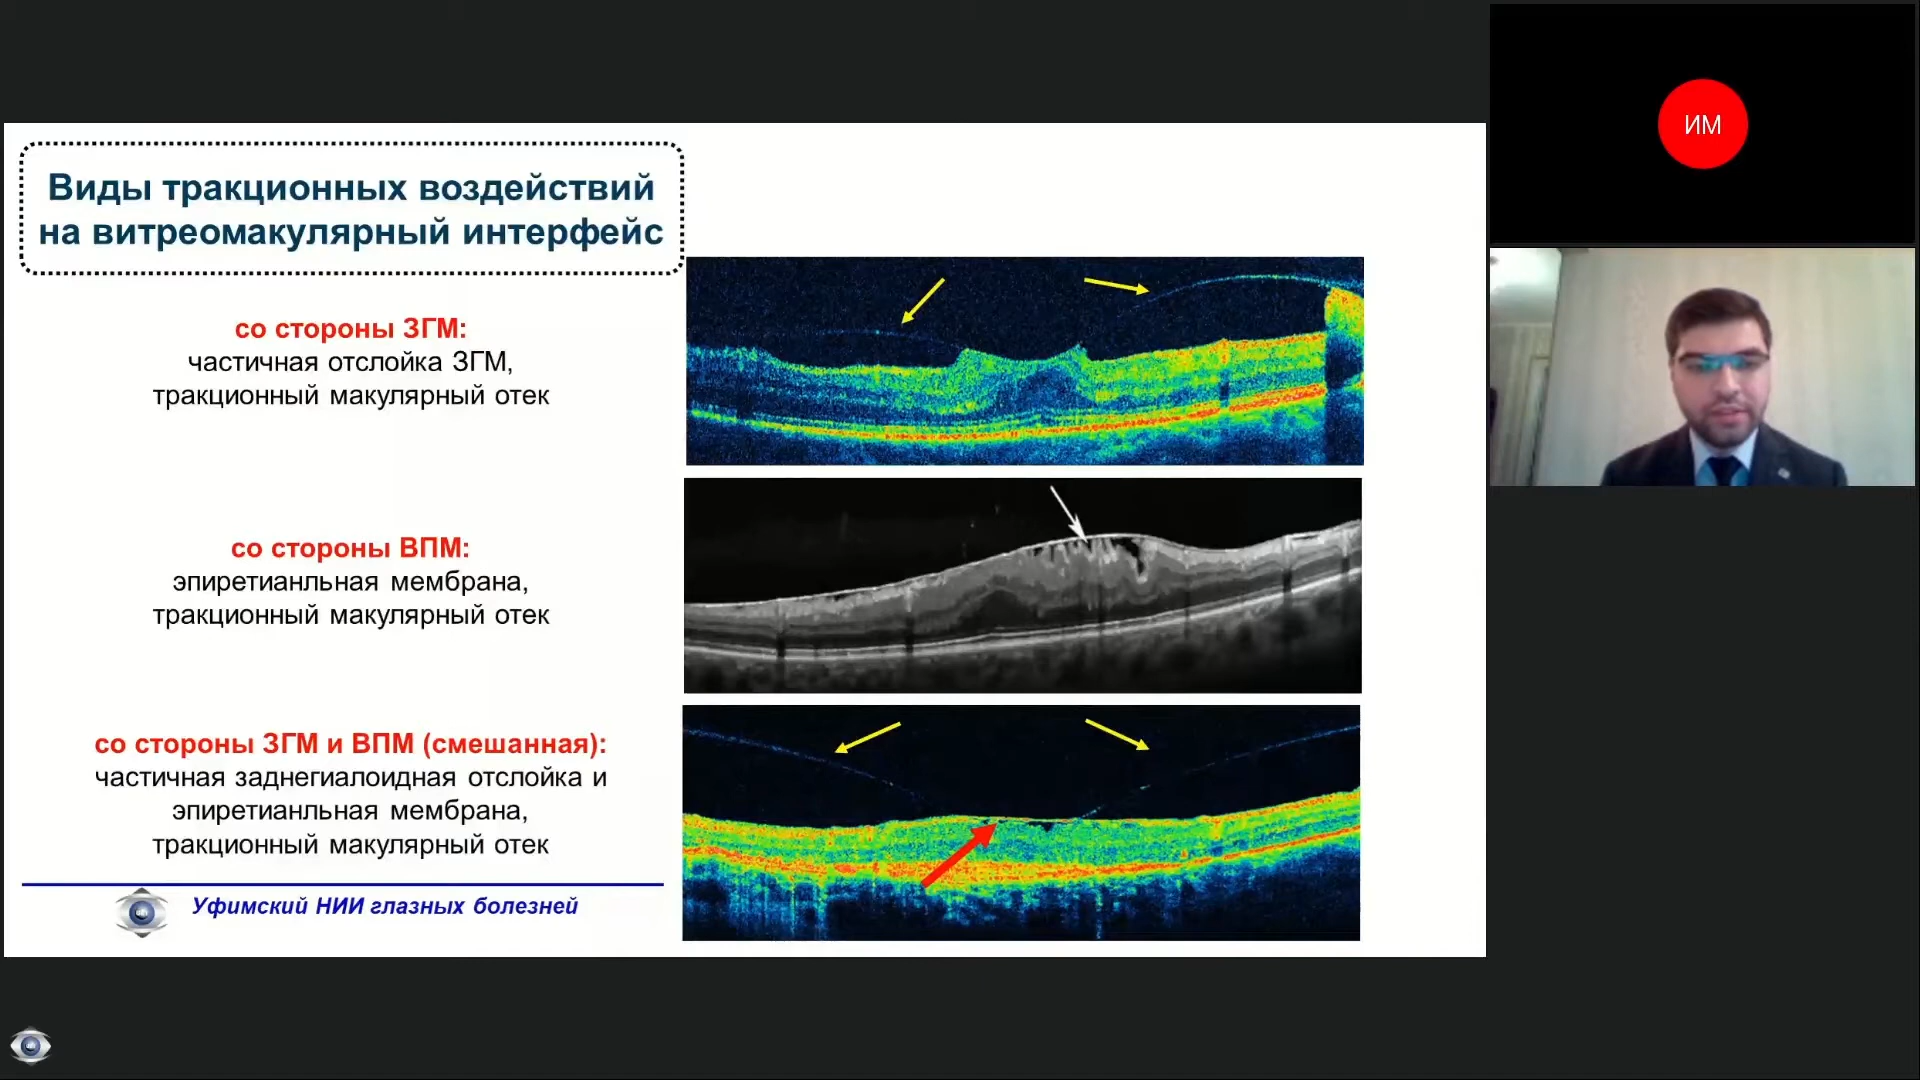 Виды тракционных воздействий
на витреомакулярный интерфейс
со стороны ЗГМ:
частичная отслойка ЗГМ,
тракционный макулярный отек
со стороны ВПМ:
эпиретианльная мембрана,
тракционный макулярный отек
со стороны ЗГМ и ВПМ (смешанная):
частичная заднегиалоидная отслойка и
эпиретианльная мембрана,
тракционный макулярный отек
Уфимский НИИ глазных болезней
ИМ